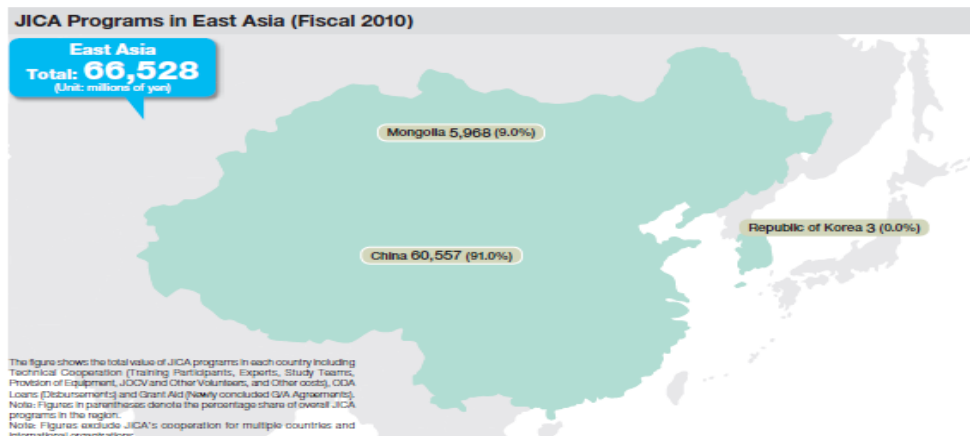 JICA Programs in East Asia (Fiscal 2010)
East Asia
Total: 66,528
(Unit: millions of yen)
Mongolia 5,968 (9.0%)
Republic of Korea 3 (0.0%)
China 60,557 (91.0%)
The figure shows the total value of JICA programs in each country including
Technical Cooperation (Training Participants, Experts, Study Teams,
Provision of Equipment, JOCV and Other Volunteers, and Other costs), ODA
Loans (Disbursements) and Grant Aid (Newly concluded G/A Agreements).
Note: Figures in parentheses denote the percentage share of overall JICA
programs in the region.
Note: Figures exclude JICA's cooperation for multiple countries and
international organizations.